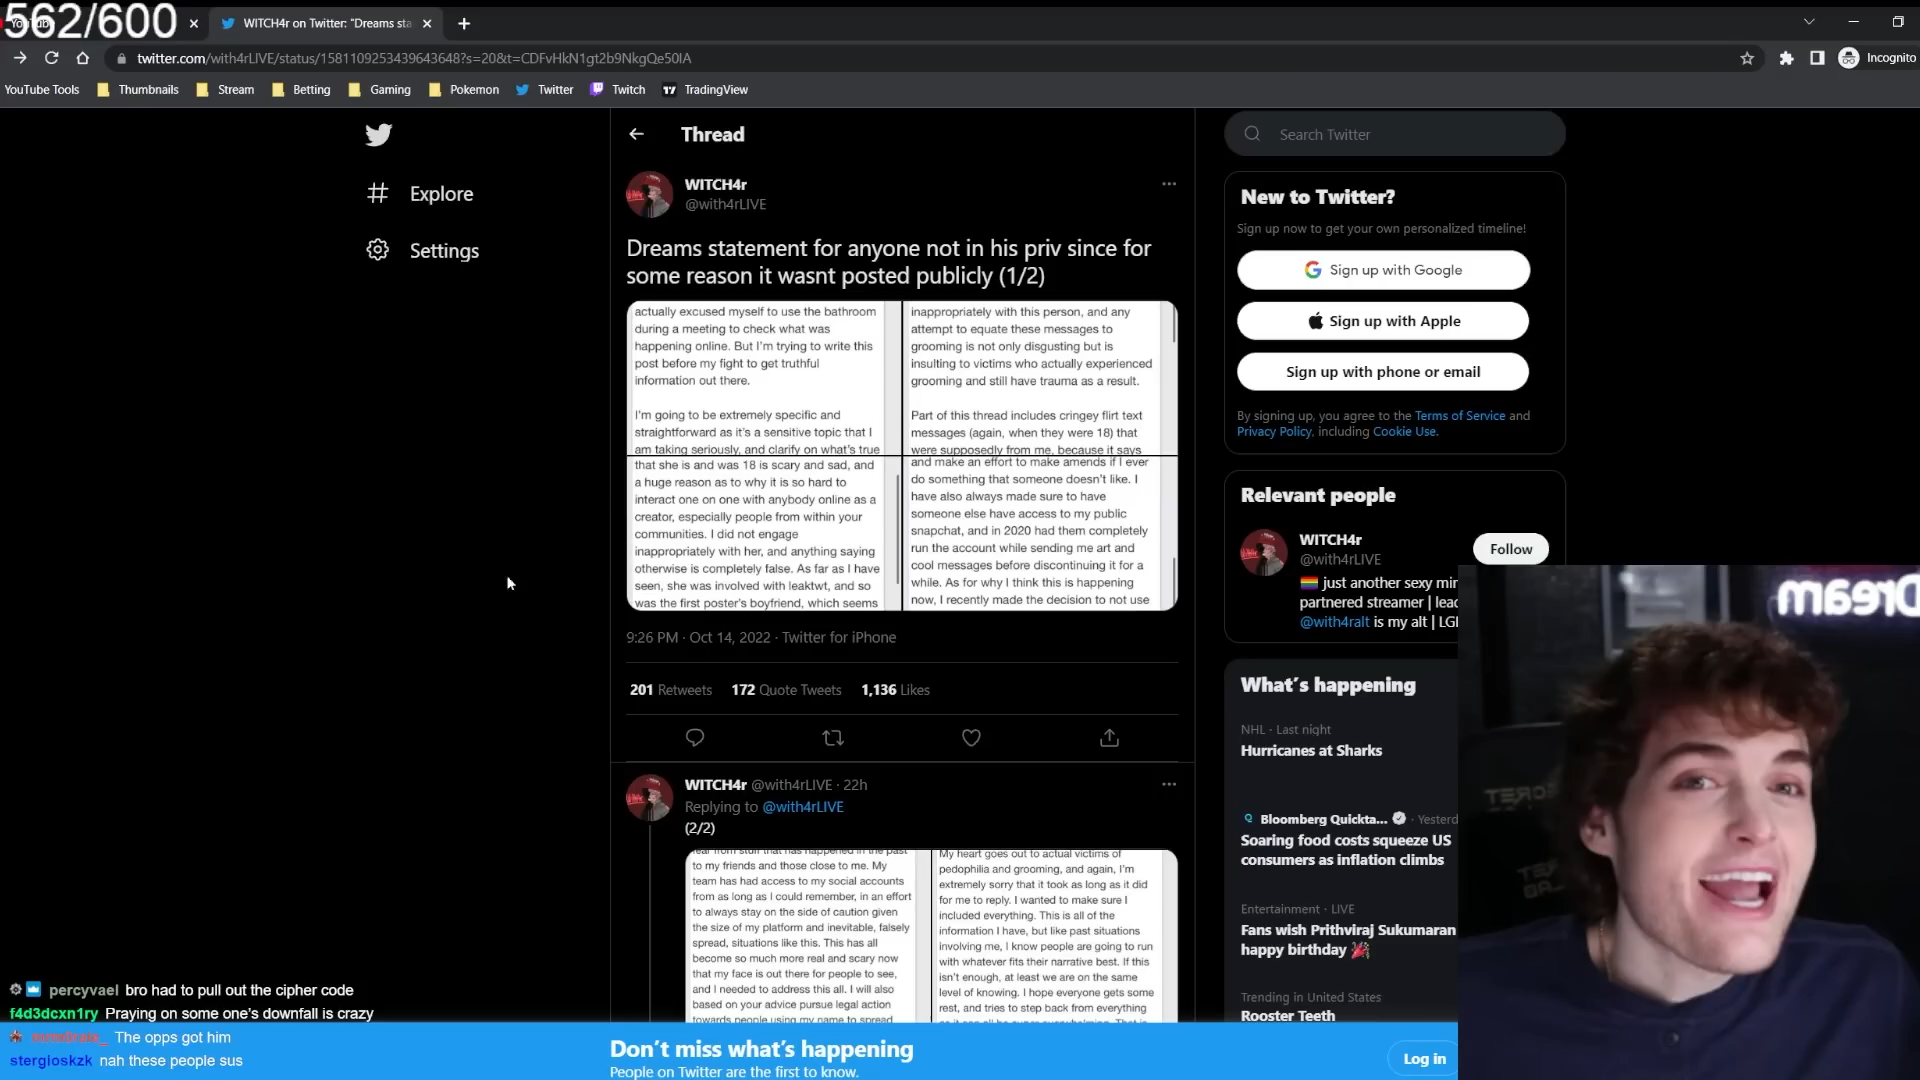 562/600
WITCH4r on Twitter: "Dreams sta
twitter.com/with4rLIVE/status/1581109253439643648?s=20&t=CDFvHkN1gt2b9NkgQe50lA
Incognito
YouTube Tools
Thumbnails
Stream
Betting
Gaming
Pokemon
Twitter
Twitch
TradingView
Explore
Settings
Thread
WITCH4r
@with4rLIVE
Dreams statement for anyone not in his priv since for
some reason it wasnt posted publicly (1/2)
actually excused myself to use the bathroom
during a meeting to check what was
happening online. But I'm trying to write this
post before my fight to get truthful
information out there.
I'm going to be extremely specific and
straightforward as it's a sensitive topic that I
am taking seriously, and clarify on what's true
inappropriately with this person, and any
attempt to equate these messages to
grooming is not only disgusting but is
insulting to victims who actually experienced
grooming and still have trauma as a result.
Part of this thread includes cringey flirt text
messages (again, when they were 18) that
were supposedly from me, because it says
that she is and was 18 is scary and sad, and
a huge reason as to why it is so hard to
interact one on one with anybody online as a
creator, especially people from within your
communities. I did not engage
inappropriately with her, and anything saying
otherwise is completely false. As far as I have
seen, she was involved with leaktwt, and so
was the first poster's boyfriend, which seems
and make an effort to make amends if I ever
do something that someone doesn't like. I
have also always made sure to have
someone else have access to my public
snapchat, and in 2020 had them completely
run the account while sending me art and
cool messages before discontinuing it for a
while. As for why I think this is happening
now, I recently made the decision to not use
9:26 PM · Oct 14, 2022 · Twitter for iPhone
201 Retweets 172 Quote Tweets 1,136 Likes
WITCH4r @with4rLIVE · 22h
Replying to @with4rLIVE
(2/2)
fear from stuff that has happened in the past
to my friends and those close to me. My
team has had access to my social accounts
from as long as I could remember, in an effort
to always stay on the side of caution given
the size of my platform and inevitable, falsely
spread, situations like this. This has all
become so much more real and scary now
that my face is out there for people to see,
and I needed to address this all. I will also
based on your advice pursue legal action
towards people using my name to spread
My heart goes out to actual victims of
pedophilia and grooming, and again, I'm
extremely sorry that it took as long as it did
for me to reply. I wanted to make sure I
included everything. This is all of the
information I have, but like past situations
involving me, I know people are going to run
with whatever fits their narrative best. If this
isn't enough, at least we are on the same
level of knowing. I hope everyone gets some
rest, and tries to step back from everything
Search Twitter
New to Twitter?
Sign up now to get your own personalized timeline!
Sign up with Google
Sign up with Apple
Sign up with phone or email
By signing up, you agree to the Terms of Service and
Privacy Policy, including Cookie Use.
Relevant people
WITCH4r
@with4rLIVE
Follow
just another sexy min
partnered streamer | lead
@with4ralt is my alt | LGI
What's happening
NHL · Last night
Hurricanes at Sharks
Bloomberg Quickta... · Yesterd
Soaring food costs squeeze US
consumers as inflation climbs
Entertainment · LIVE
Fans wish Prithviraj Sukumaran
happy birthday
Trending in United States
Rooster Teeth
Dream
percyvael bro had to pull out the cipher code
f4d3dcxn1ry Praying on some one's downfall is crazy
The opps got him
stergioskzk nah these people sus
Don't miss what's happening
People on Twitter are the first to know.
Log in